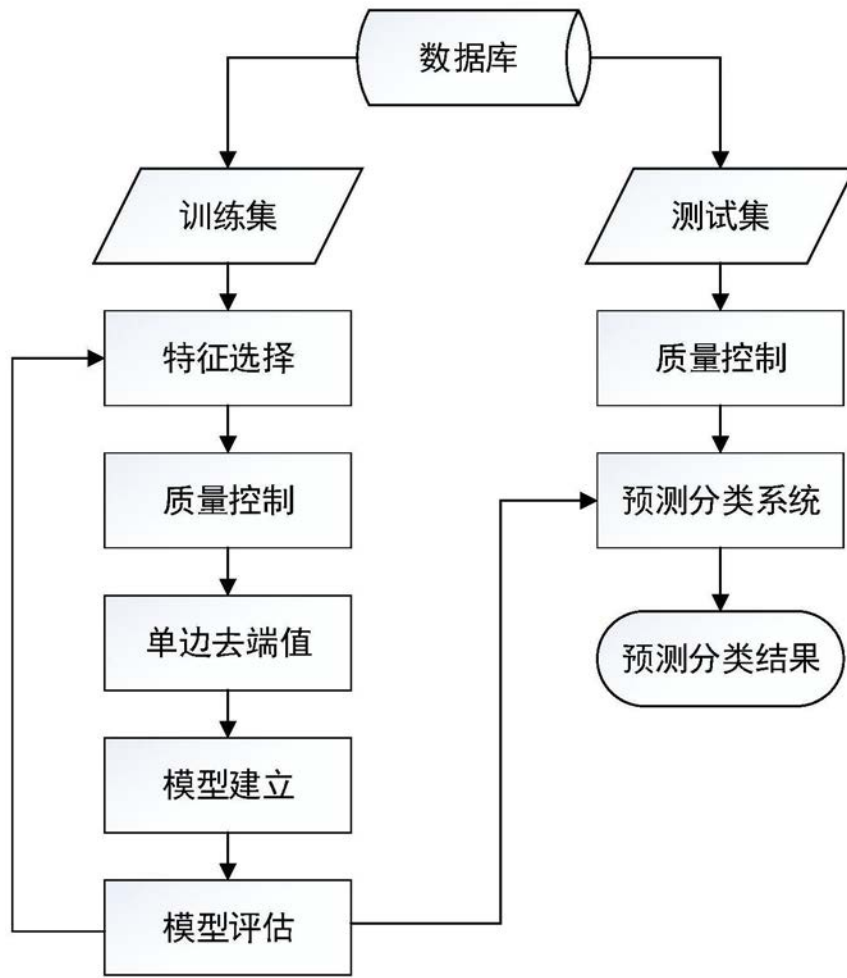 数据库
训练集
测试集
特征选择
质量控制
质量控制
预测分类系统
单边去端值
预测分类结果
模型建立
模型评估